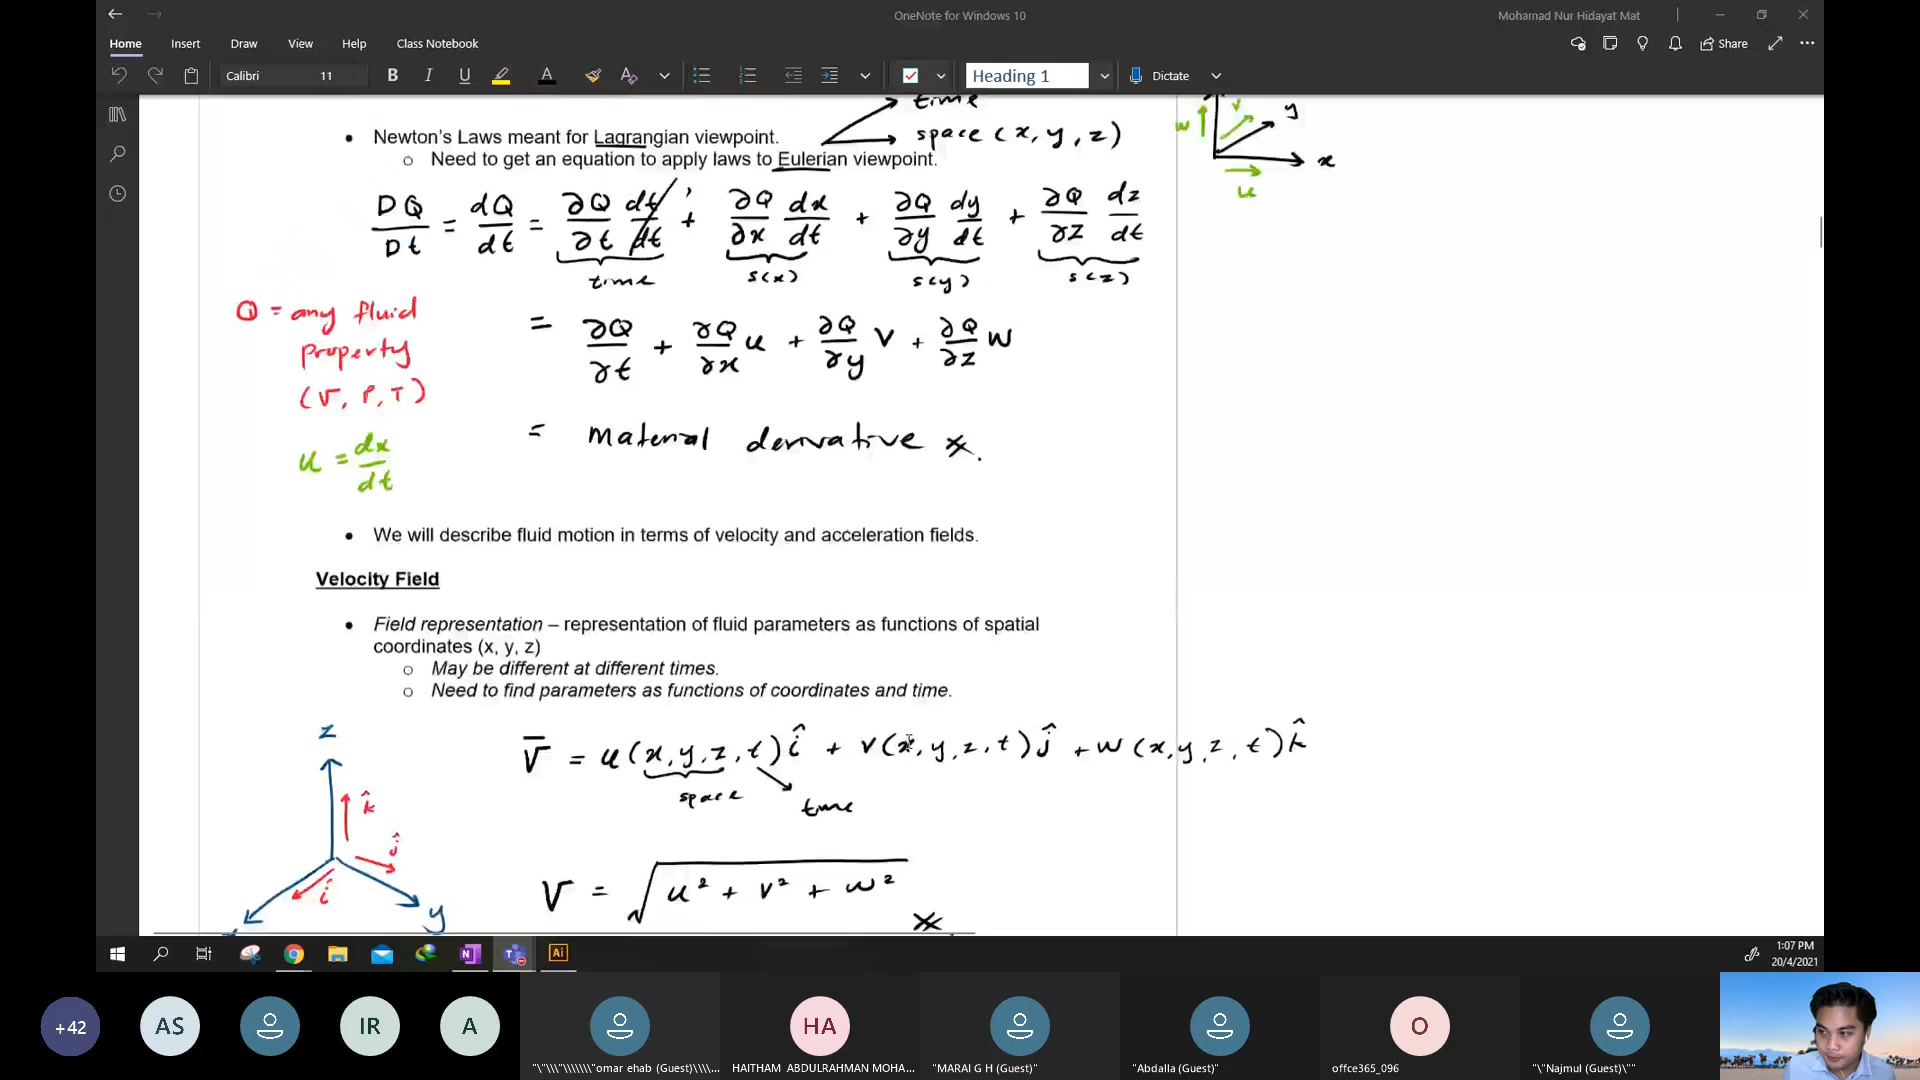 OneNote for Windows 10
Mohamad Nur Hidayat Mat
Home Insert Draw View Help Class Notebook
Share
Calibri 11 B I U A Heading 1 Dictate
time
• Newton's Laws meant for Lagrangian viewpoint.
space (x, y, z)
o Need to get an equation to apply laws to Eulerian viewpoint.
w v y
x
u
DQ/Dt = dQ/dt = ∂Q/∂t dt/dt + ∂Q/∂x dx/dt + ∂Q/∂y dy/dt + ∂Q/∂z dz/dt
time s(x) s(y) s(z)
Q = any fluid
property
(V, P, T)
= ∂Q/∂t + ∂Q/∂x u + ∂Q/∂y v + ∂Q/∂z w
= material derivative
u = dx/dt
• We will describe fluid motion in terms of velocity and acceleration fields.
Velocity Field
• Field representation – representation of fluid parameters as functions of spatial
coordinates (x, y, z)
o May be different at different times.
o Need to find parameters as functions of coordinates and time.
z
k̂
ĵ
î
y
V̄ = u(x, y, z, t) î + v(x, y, z, t) ĵ + w(x, y, z, t) k̂
space time
V = √(u² + v² + w²)
1:07 PM
20/4/2021
+42 AS IR A HA O
"\"\\\"\\\\\\\"omar ehab (Guest)\\\\...
HAITHAM ABDULRAHMAN MOHA...
"MARAI G H (Guest)"
"Abdalla (Guest)"
offce365_096
"\"Najmul (Guest)\""